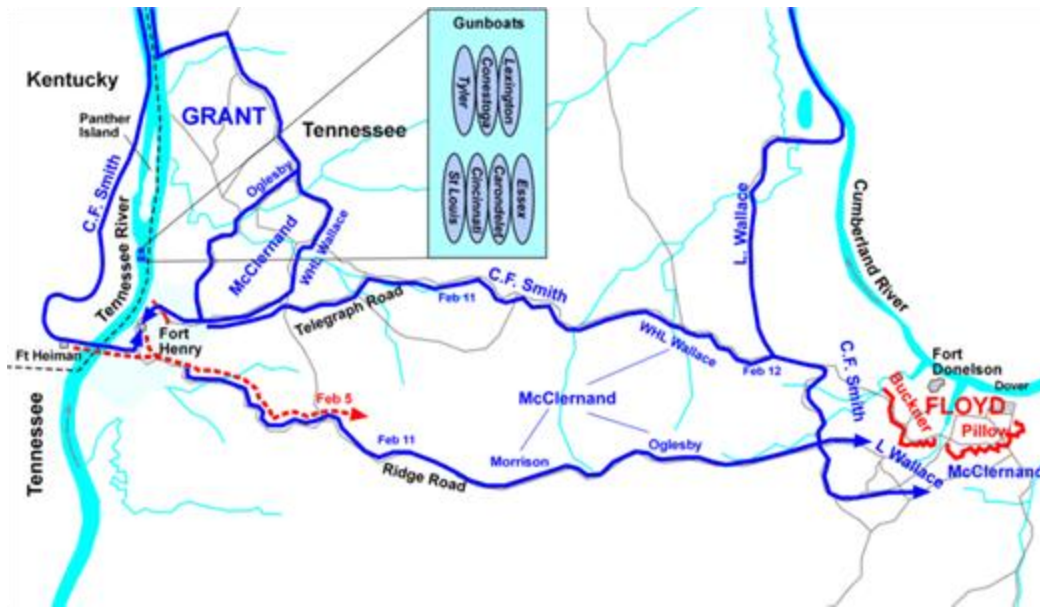 Gunboats
Tyler
Conestoga
Lexington
St Louis
Cincinnati
Carondelet
Essex
Kentucky
Panther
Island
GRANT
Tennessee
C.F. Smith
Oglesby
McClernand
WHL Wallace
Tennessee River
L. Wallace
Cumberland River
Telegraph Road
Feb 11
C.F. Smith
WHL Wallace
Feb 12
Fort
Henry
Ft Heiman
Tennessee
Feb 5
Feb 11
Ridge Road
McClernand
Morrison
Oglesby
C.F. Smith
Fort
Donelson
Dover
Buckner
FLOYD
Pillow
L Wallace
McClernand